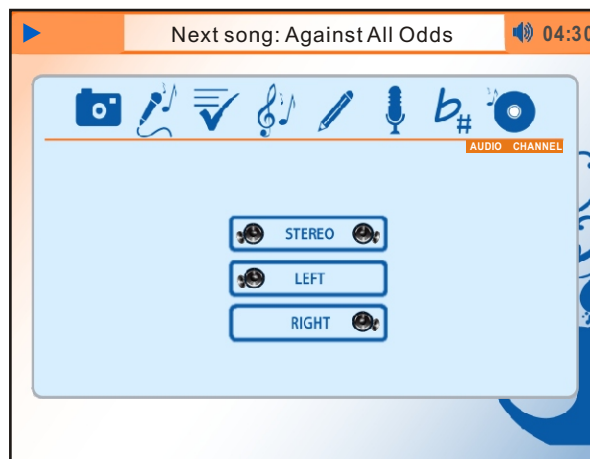 Next song: Against All Odds
04:30
AUDIO CHANNEL
STEREO
LEFT
RIGHT